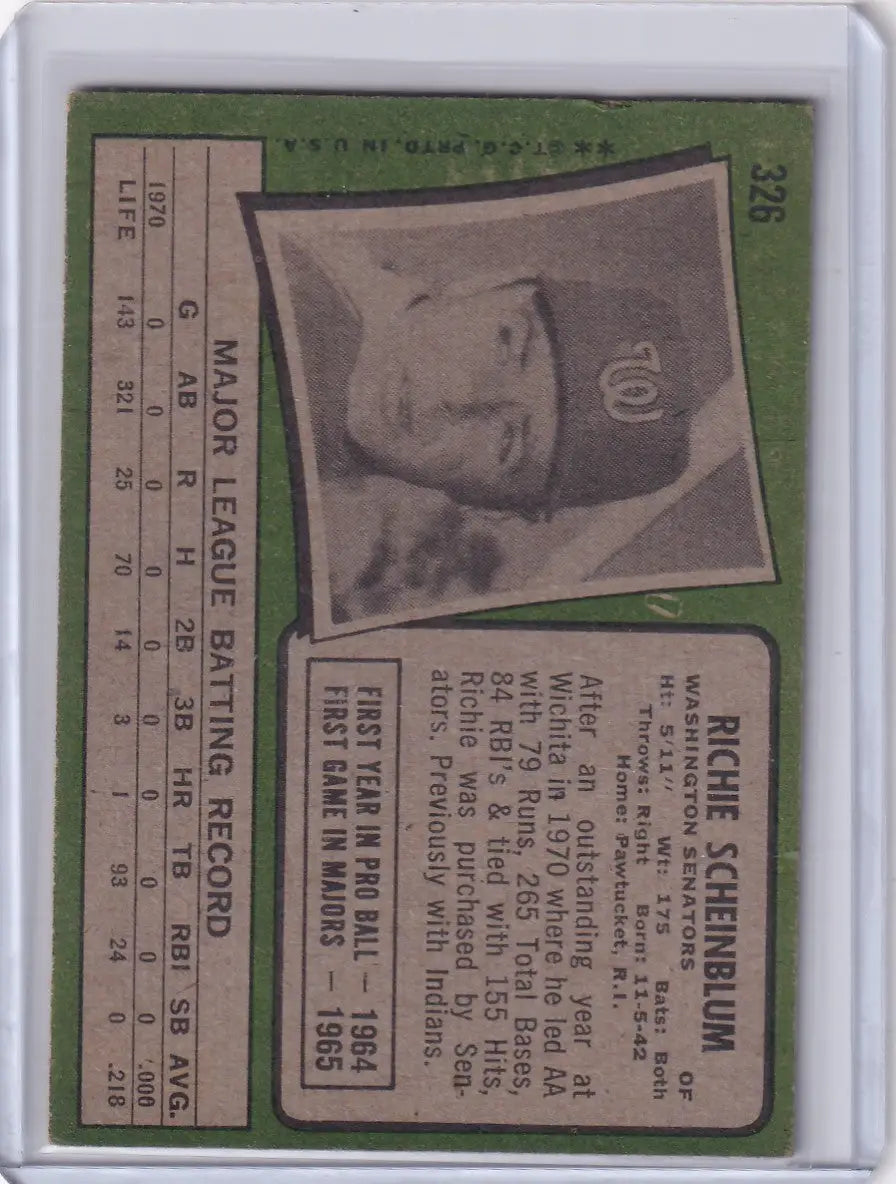 326
** ©T.C.G. PRTD. IN U.S.A.
W
RICHIE SCHEINBLUM
WASHINGTON SENATORS OF
Ht: 5'11" Wt: 175 Bats: Both
Throws: Right Born: 11-5-42
Home: Pawtucket, R.I.
After an outstanding year at
Wichita in 1970 where he led AA
with 79 Runs, 265 Total Bases,
84 RBI's & tied with 155 Hits,
Richie was purchased by Sen-
ators. Previously with Indians.
FIRST YEAR IN PRO BALL — 1964
FIRST GAME IN MAJORS — 1965
MAJOR LEAGUE BATTING RECORD
G AB R H 2B 3B HR TB RBI SB AVG.
1970 0 0 0 0 0 0 0 0 0 0 .000
LIFE 143 321 25 70 14 3 1 93 24 0 .218